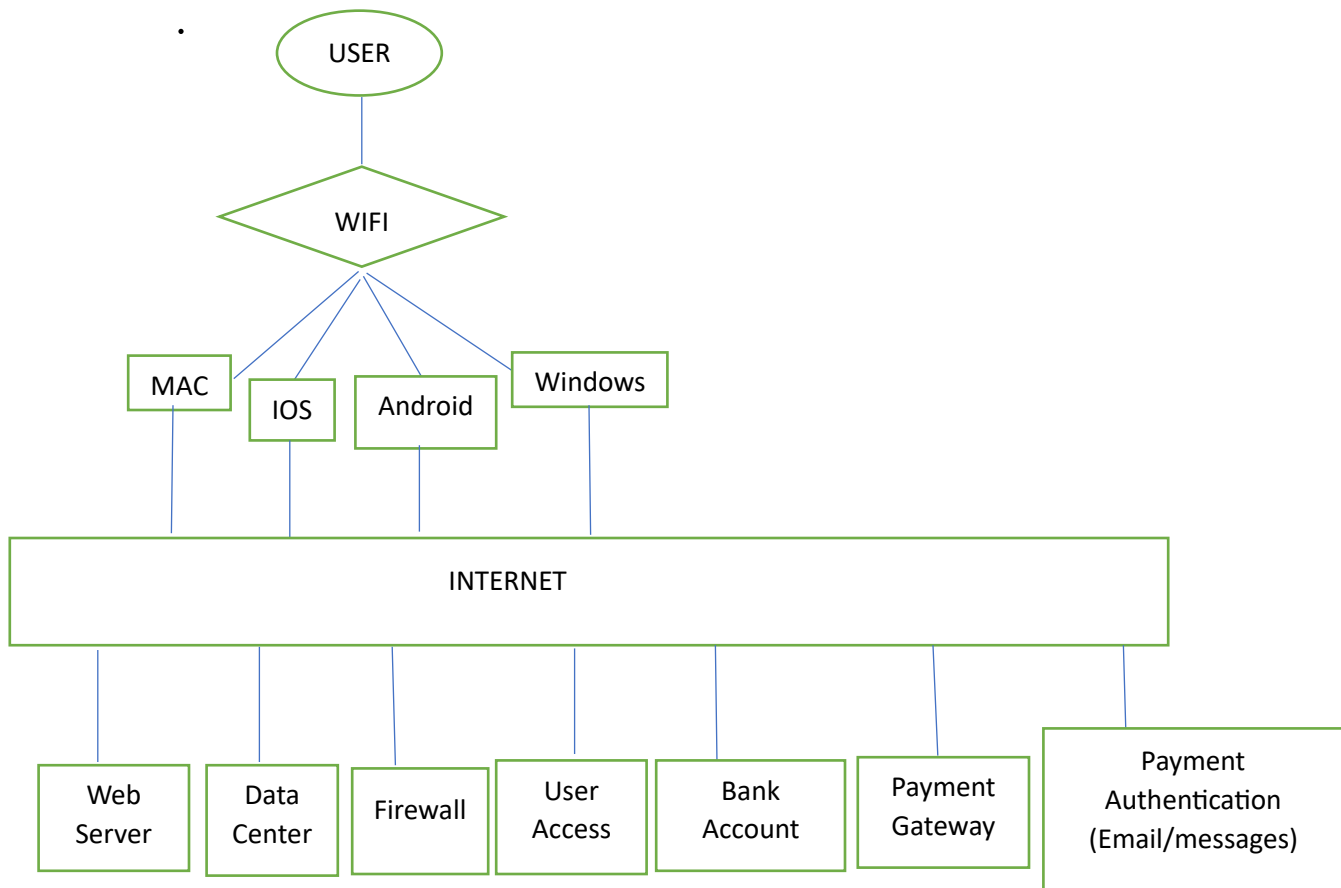 USER
WIFI
MAC
IOS
Android
Windows
INTERNET
Web
Server
Data
Center
Firewall
User
Access
Bank
Account
Payment
Gateway
Payment
Authentication
(Email/messages)